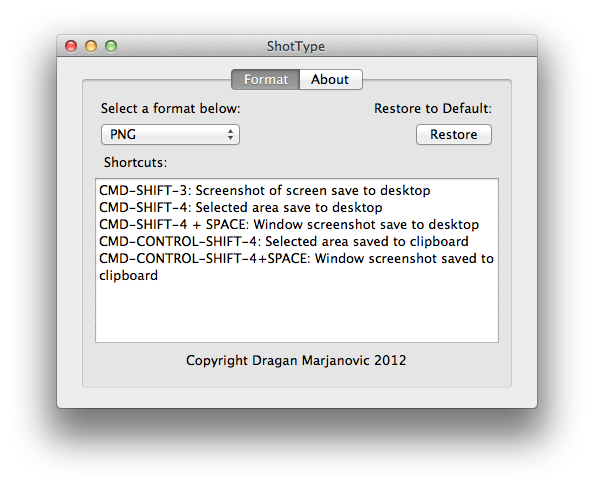 ShotType
Format About
Select a format below: Restore to Default:
PNG Restore
Shortcuts:
CMD-SHIFT-3: Screenshot of screen save to desktop
CMD-SHIFT-4: Selected area save to desktop
CMD-SHIFT-4 + SPACE: Window screenshot save to desktop
CMD-CONTROL-SHIFT-4: Selected area saved to clipboard
CMD-CONTROL-SHIFT-4+SPACE: Window screenshot saved to
clipboard
Copyright Dragan Marjanovic 2012